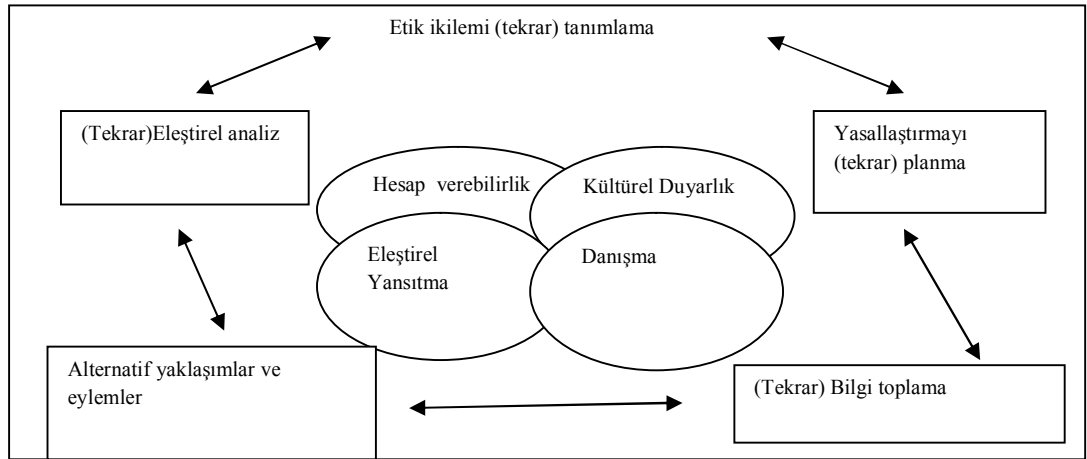 Etik ikilemi (tekrar) tanımlama
(Tekrar)Eleştirel analiz
Yasallaştırmayı
(tekrar) planma
Hesap verebilirlik
Kültürel Duyarlık
Eleştirel
Yansıtma
Danışma
Alternatif yaklaşımlar ve
eylemler
(Tekrar) Bilgi toplama